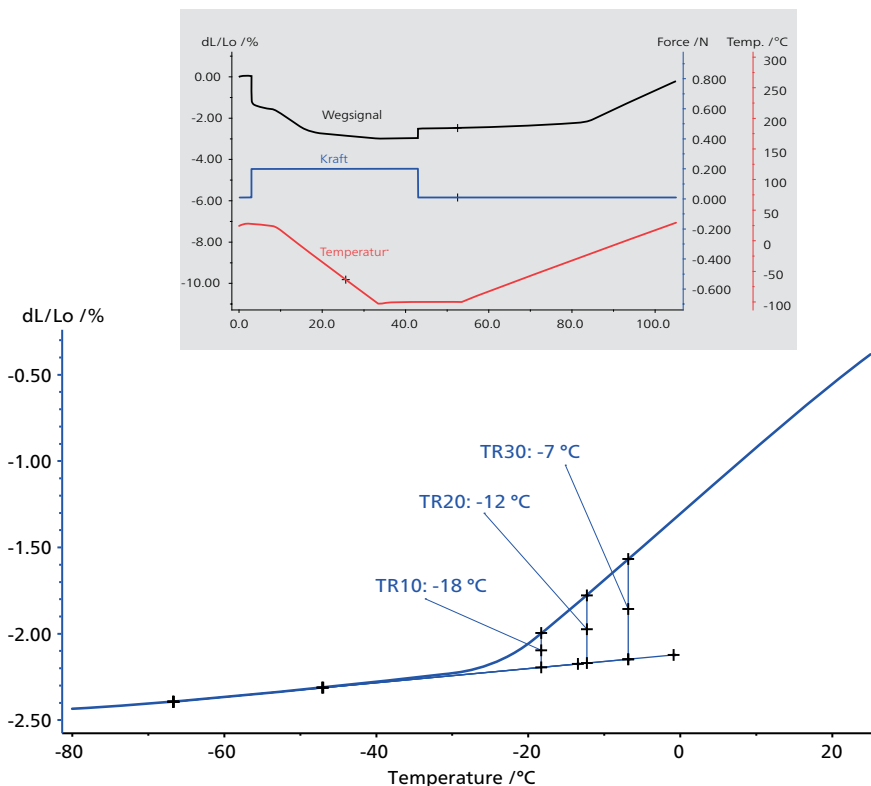 dL/Lo /% Force /N Temp. /°C
300
0.00 0.800 250
0.600 200
-2.00 Wegsignal
0.400 150
-4.00 Kraft 0.200 100
-6.00 0.000 50
-8.00 -0.200 0
Temperatur
-0.400 -50
-10.00 -0.600
-100
0.0 20.0 40.0 60.0 80.0 100.0
dL/Lo /%
-0.50
-1.00
TR30: -7 °C
-1.50 TR20: -12 °C
TR10: -18 °C
-2.00
-2.50
-80 -60 -40 -20 0 20
Temperature /°C